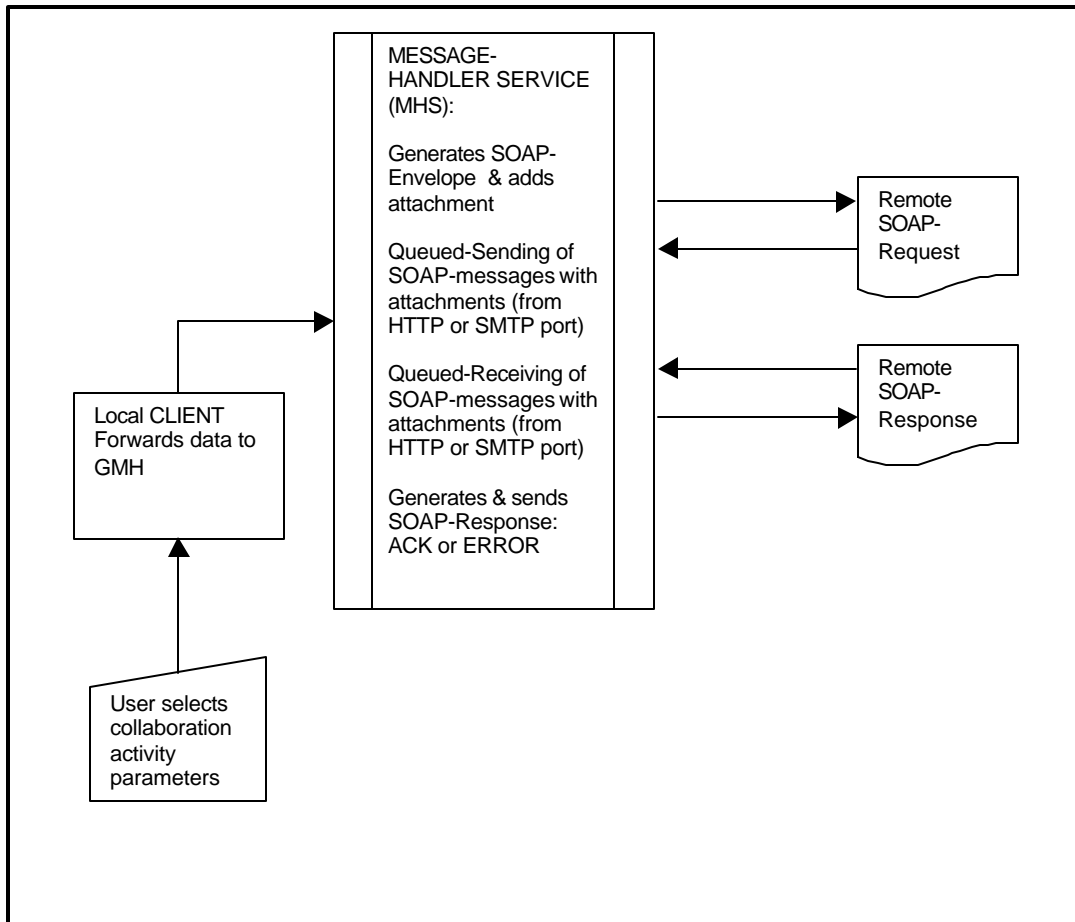 MESSAGE-
HANDLER SERVICE
(MHS):
Generates SOAP-
Envelope & adds
attachment
Queued-Sending of
SOAP-messages with
attachments (from
HTTP or SMTP port)
Queued-Receiving of
SOAP-messages with
attachments (from
HTTP or SMTP port)
Generates & sends
SOAP-Response:
ACK or ERROR
Remote
SOAP-
Request
Remote
SOAP-
Response
Local CLIENT
Forwards data to
GMH
User selects
collaboration
activity
parameters